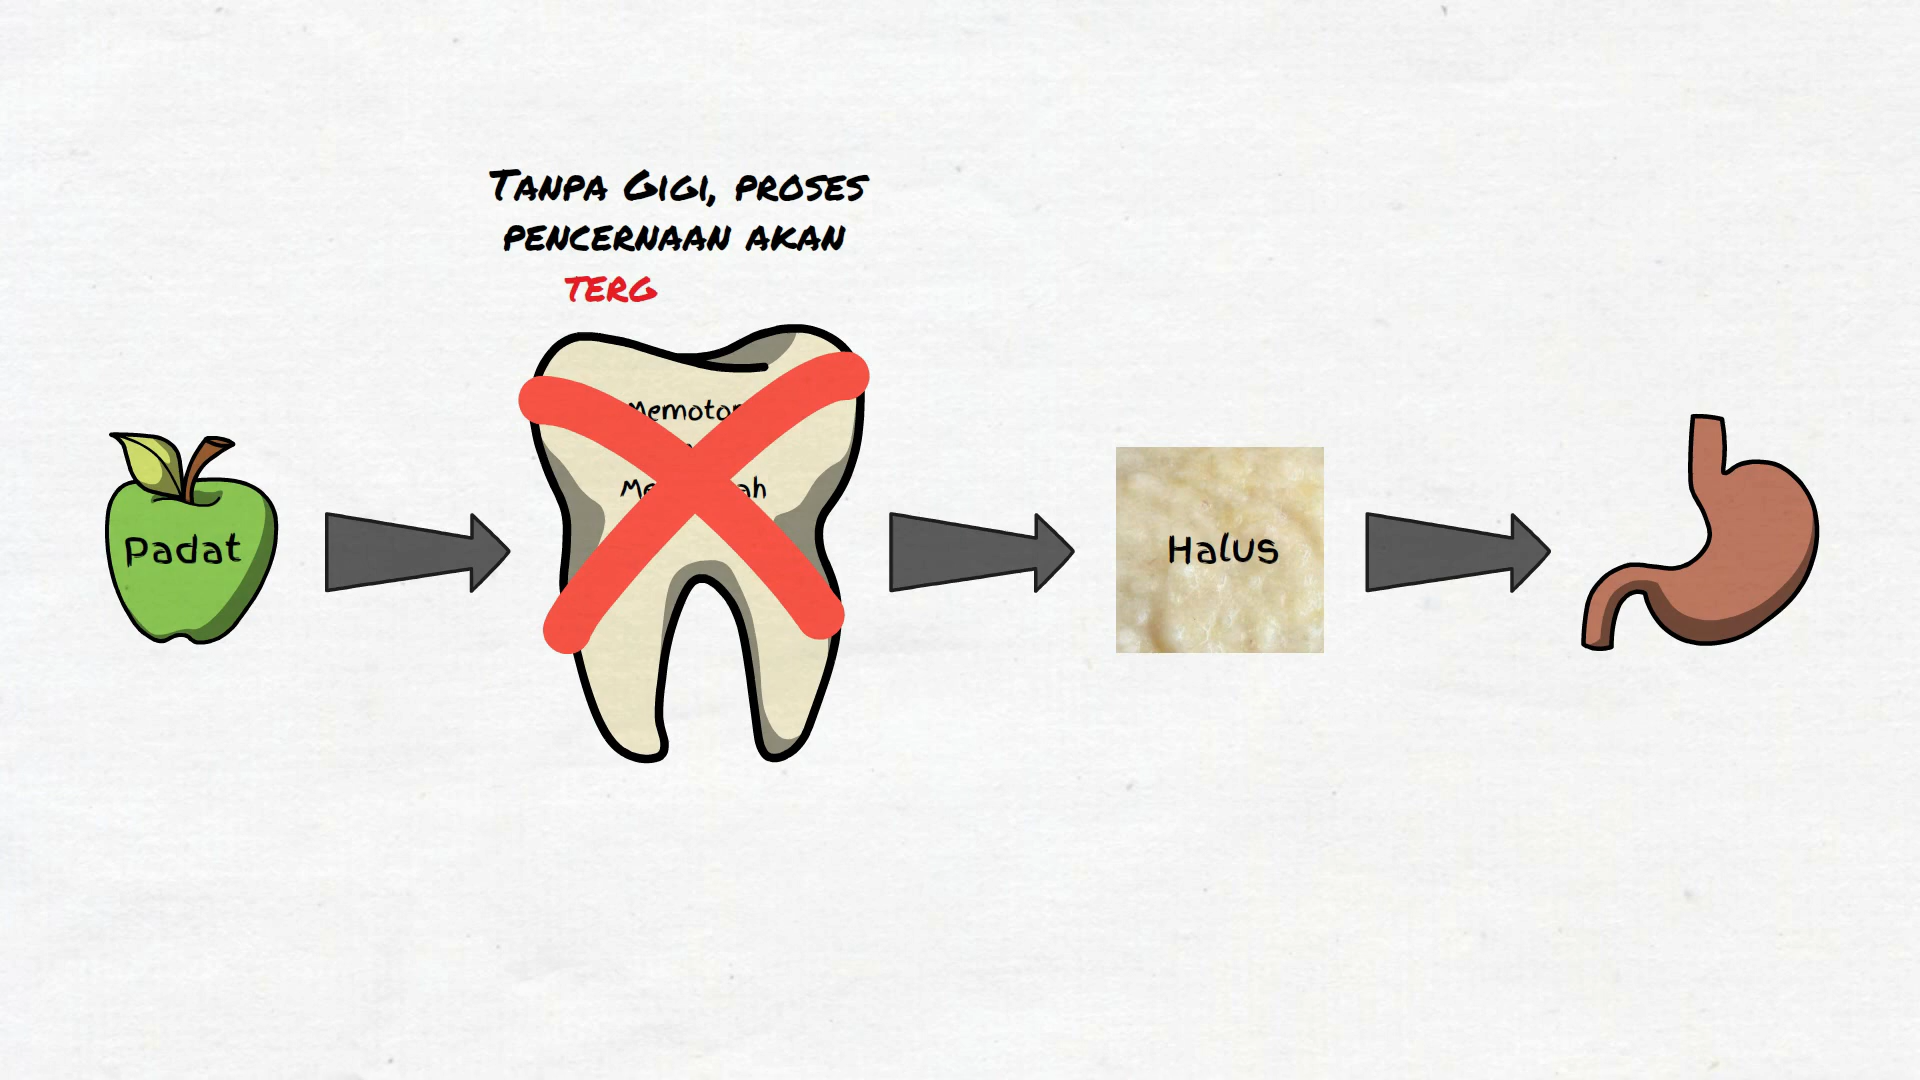 TANPA GIGI, PROSES
PENCERNAAN AKAN
TERG
Padat
Halus